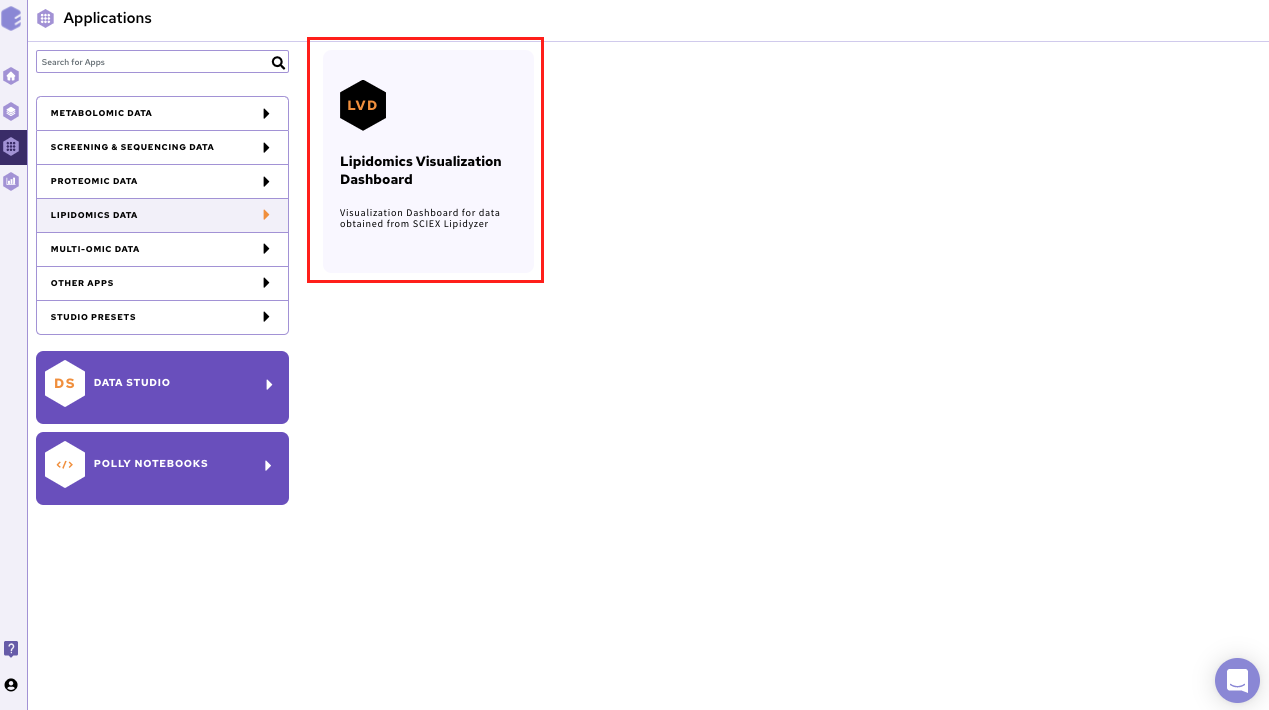 Applications
Search for Apps
METABOLOMIC DATA
SCREENING & SEQUENCING DATA
PROTEOMIC DATA
LIPIDOMICS DATA
MULTI-OMIC DATA
OTHER APPS
STUDIO PRESETS
DS DATA STUDIO
</> POLLY NOTEBOOKS
LVD
Lipidomics Visualization
Dashboard
Visualization Dashboard for data
obtained from SCIEX Lipidyzer
?